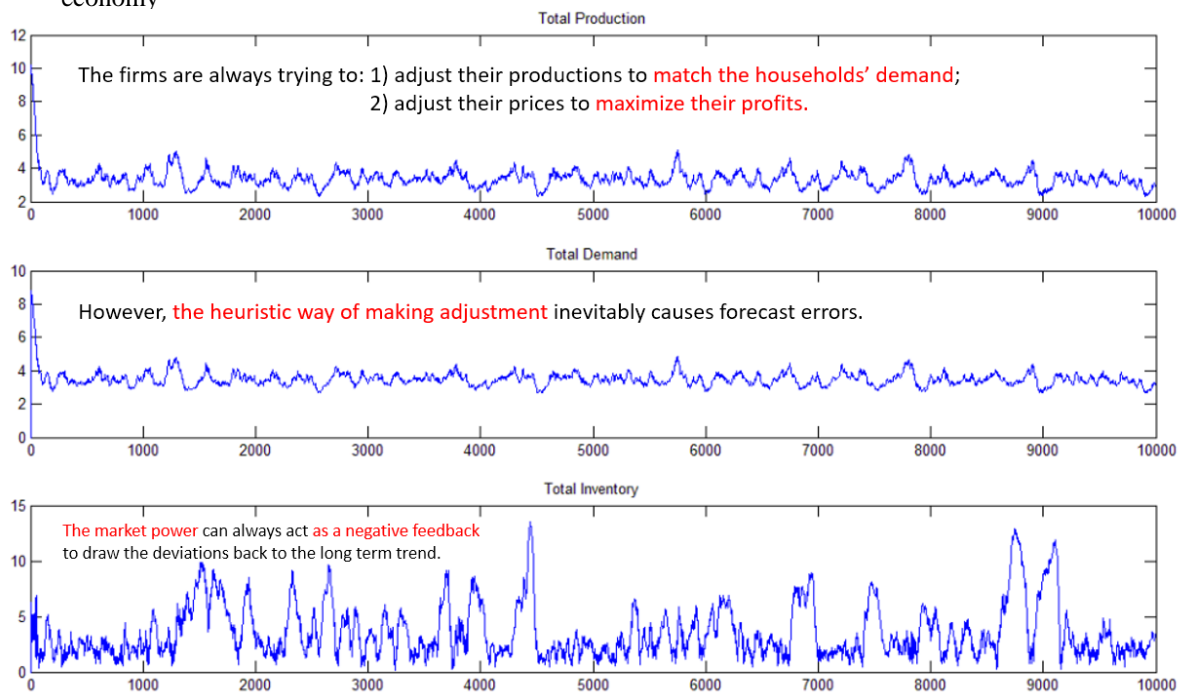 economy
Total Production
12
10
8
6
4
2
The firms are always trying to: 1) adjust their productions to match the households' demand;
2) adjust their prices to maximize their profits.
0 1000 2000 3000 4000 5000 6000 7000 8000 9000 10000
Total Demand
10
8
6
4
2
0
However, the heuristic way of making adjustment inevitably causes forecast errors.
0 1000 2000 3000 4000 5000 6000 7000 8000 9000 10000
Total Inventory
15
10
5
0
The market power can always act as a negative feedback
to draw the deviations back to the long term trend.
0 1000 2000 3000 4000 5000 6000 7000 8000 9000 10000